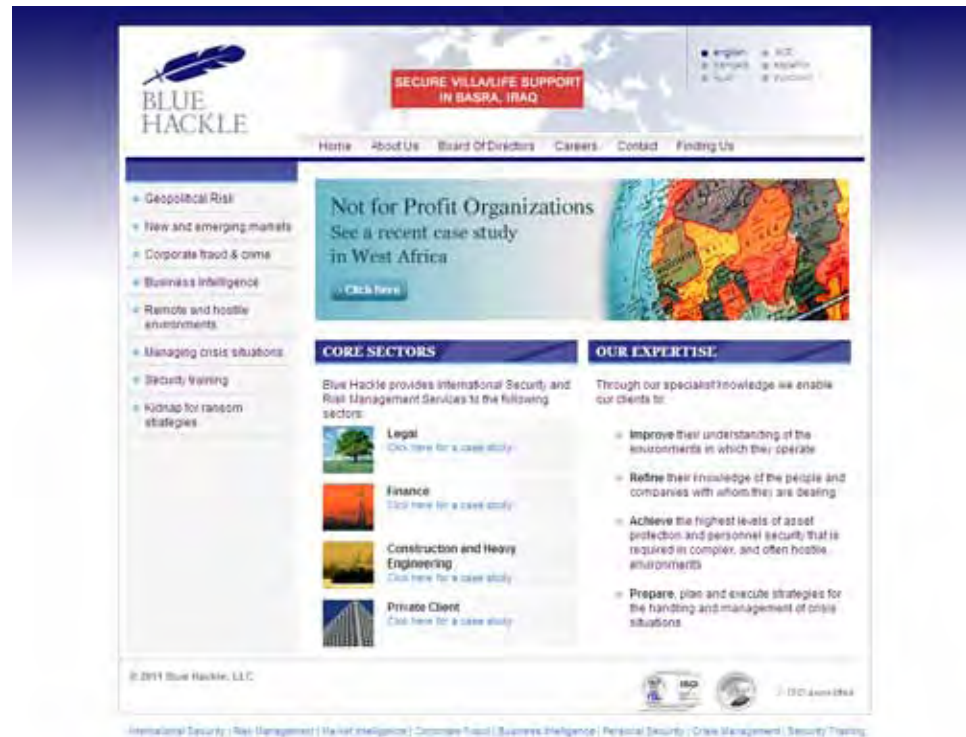 BLUE
HACKLE
SECURE VILLA/LIFE SUPPORT
IN BASRA, IRAQ
english
Home About Us Board Of Directors Careers Contact Finding Us
Geopolitical Risk
New and emerging markets
Corporate fraud & crime
Business Intelligence
Remote and hostile
environments
Managing crisis situations
Security training
Kidnap for ransom
strategies
Not for Profit Organizations
See a recent case study
in West Africa
› Click here
CORE SECTORS
Blue Hackle provides International Security and
Risk Management Services to the following
sectors:
Legal
Click here for a case study
Finance
Click here for a case study
Construction and Heavy
Engineering
Click here for a case study
Private Client
Click here for a case study
OUR EXPERTISE
Through our specialist knowledge we enable
our clients to:
Improve their understanding of the
environments in which they operate
Refine their knowledge of the people and
companies with whom they are dealing
Achieve the highest levels of asset
protection and personnel security that is
required in complex, and often hostile
environments
Prepare, plan and execute strategies for
the handling and management of crisis
situations
© 2011 Blue Hackle, LLC
ISO
International Security | Risk Management | Market Intelligence | Corporate Fraud | Business Intelligence | Personal Security | Crisis Management | Security Training